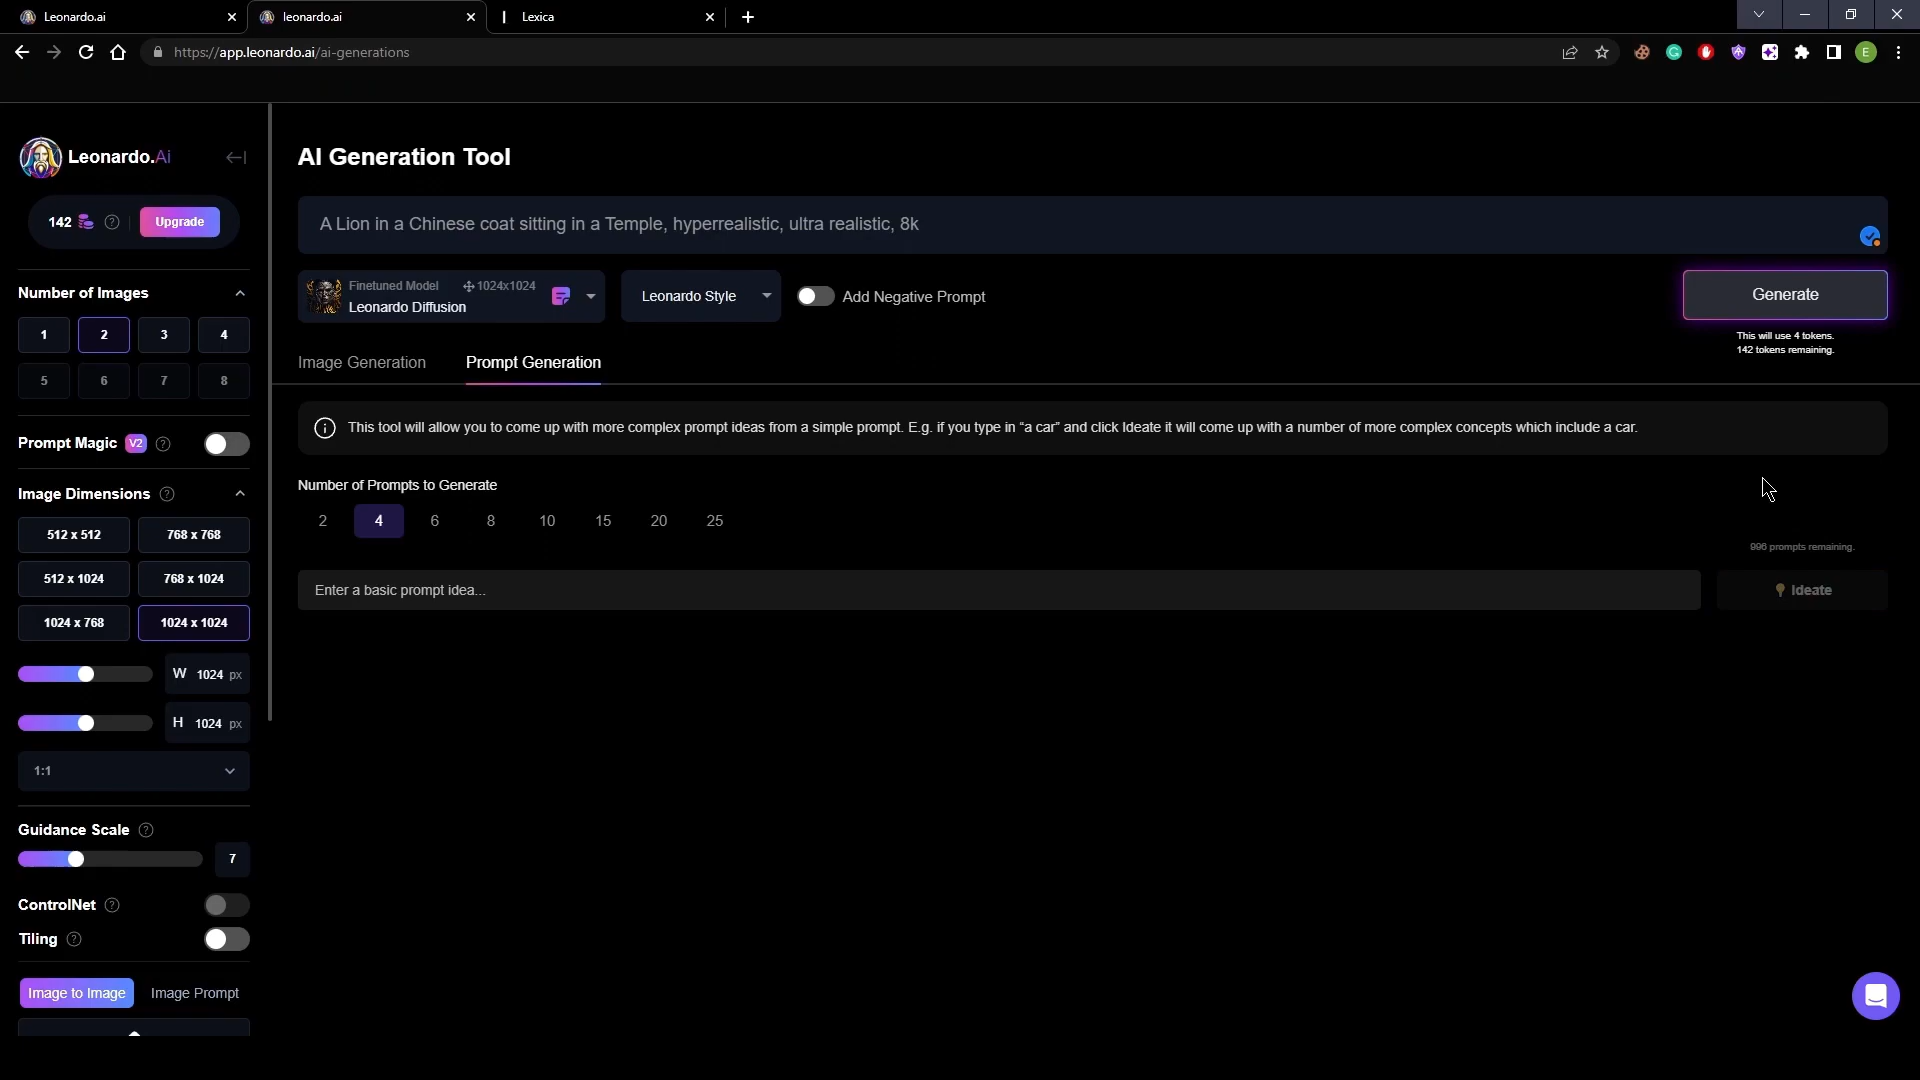 Leonardo.ai
leonardo.ai
Lexica
https://app.leonardo.ai/ai-generations
E
Leonardo.Ai
142
Upgrade
Number of Images
1 2 3 4
5 6 7 8
Prompt Magic V2
Image Dimensions
512 x 512 768 x 768
512 x 1024 768 x 1024
1024 x 768 1024 x 1024
W 1024 px
H 1024 px
1:1
Guidance Scale
7
ControlNet
Tiling
Image to Image Image Prompt
AI Generation Tool
A Lion in a Chinese coat sitting in a Temple, hyperrealistic, ultra realistic, 8k
Finetuned Model 1024x1024
Leonardo Diffusion
Leonardo Style
Add Negative Prompt
Generate
This will use 4 tokens.
142 tokens remaining.
Image Generation Prompt Generation
This tool will allow you to come up with more complex prompt ideas from a simple prompt. E.g. if you type in “a car” and click Ideate it will come up with a number of more complex concepts which include a car.
Number of Prompts to Generate
2 4 6 8 10 15 20 25
996 prompts remaining.
Enter a basic prompt idea...
Ideate